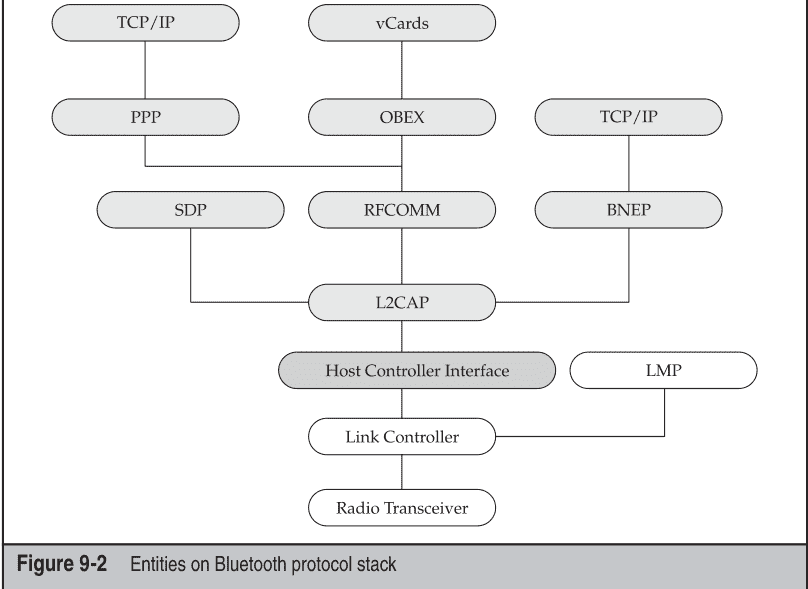 TCP/IP
vCards
PPP
OBEX
TCP/IP
SDP
RFCOMM
BNEP
L2CAP
Host Controller Interface
LMP
Link Controller
Radio Transceiver
Figure 9-2 Entities on Bluetooth protocol stack